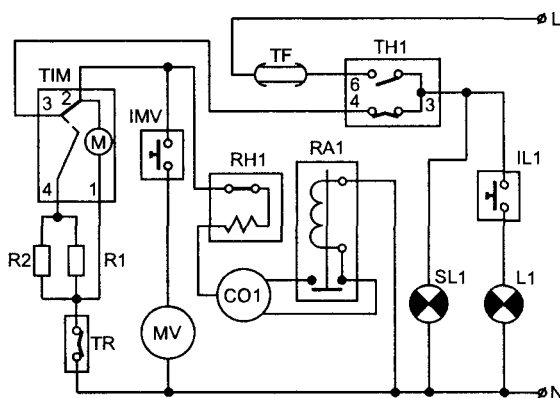 L
TF
TH1
6
4
3
TIM
3
2
M
4
1
IMV
RH1
RA1
IL1
R2
R1
CO1
SL1
L1
TR
MV
N